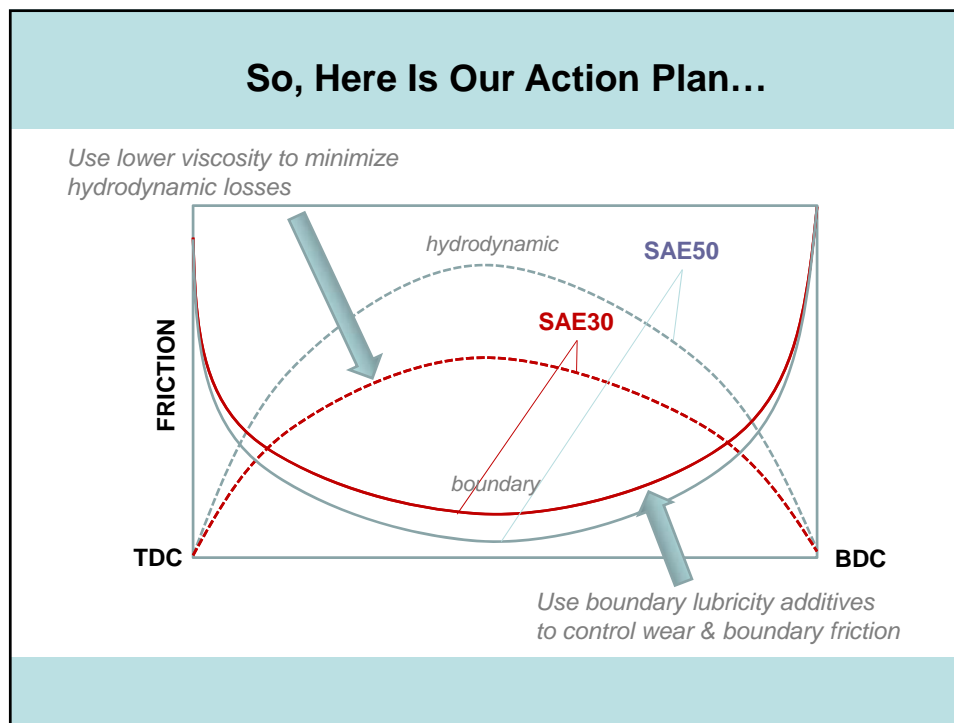 So, Here Is Our Action Plan…
Use lower viscosity to minimize
hydrodynamic losses
hydrodynamic
SAE50
SAE30
FRICTION
boundary
TDC
BDC
Use boundary lubricity additives
to control wear & boundary friction